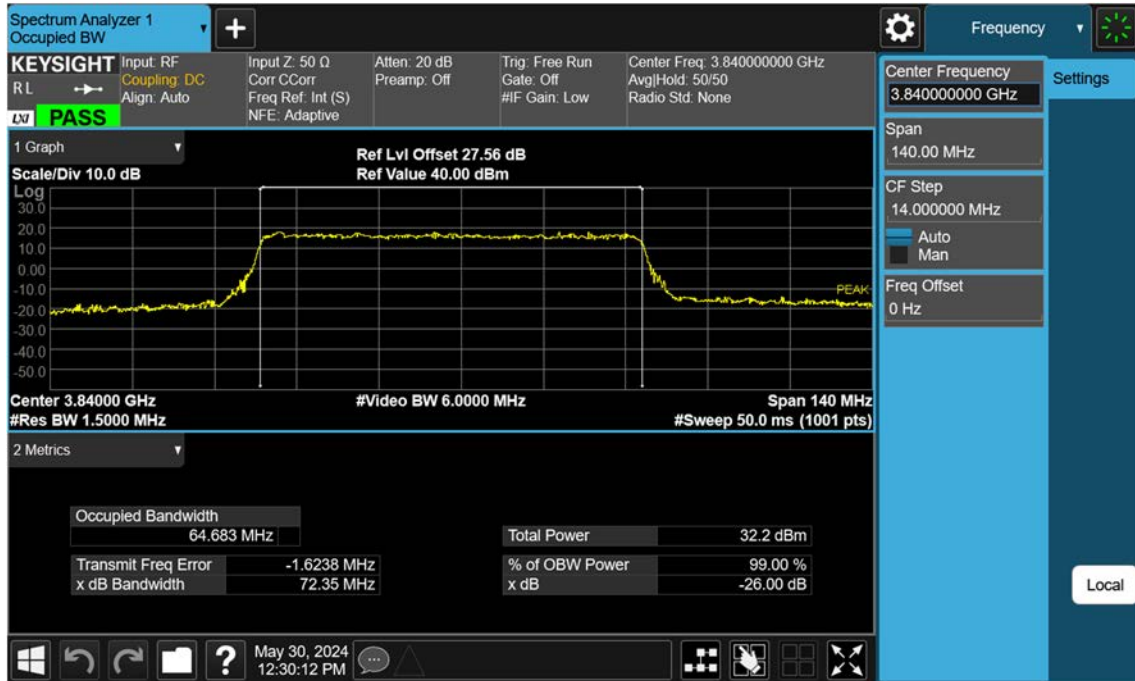 Spectrum Analyzer 1
Occupied BW
Frequency
KEYSIGHT
R L
LXI
PASS
Input: RF
Coupling: DC
Align: Auto
Input Z: 50 Ω
Corr CCorr
Freq Ref: Int (S)
NFE: Adaptive
Atten: 20 dB
Preamp: Off
Trig: Free Run
Gate: Off
#IF Gain: Low
Center Freq: 3.840000000 GHz
Avg|Hold: 50/50
Radio Std: None
Center Frequency
3.840000000 GHz
Settings
Span
140.00 MHz
CF Step
14.000000 MHz
Auto
Man
Freq Offset
0 Hz
Local
1 Graph
Scale/Div 10.0 dB
Ref Lvl Offset 27.56 dB
Ref Value 40.00 dBm
Log
30.0
20.0
10.0
0.00
-10.0
-20.0
-30.0
-40.0
-50.0
PEAK
Center 3.84000 GHz
#Res BW 1.5000 MHz
#Video BW 6.0000 MHz
Span 140 MHz
#Sweep 50.0 ms (1001 pts)
2 Metrics
Occupied Bandwidth
64.683 MHz
Total Power 32.2 dBm
Transmit Freq Error -1.6238 MHz
% of OBW Power 99.00 %
x dB Bandwidth 72.35 MHz
x dB -26.00 dB
?
May 30, 2024
12:30:12 PM